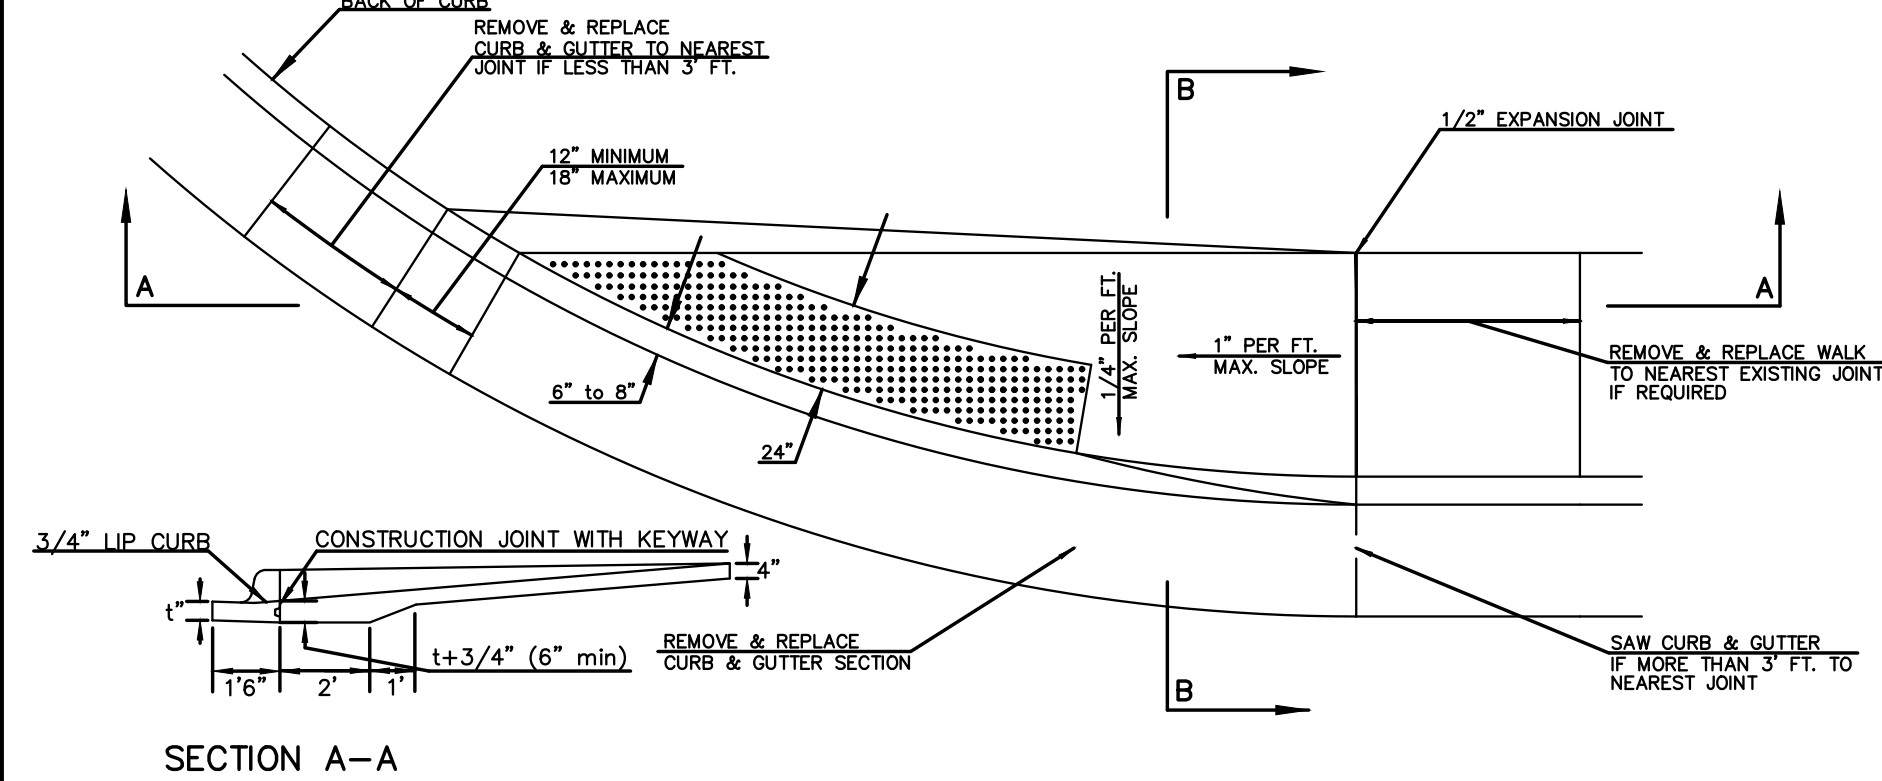 BACK OF CURB
REMOVE & REPLACE
CURB & GUTTER TO NEAREST
JOINT IF LESS THAN 3' FT.
B
1/2" EXPANSION JOINT
12" MINIMUM
18" MAXIMUM
A
A
1/4" PER FT.
MAX. SLOPE
1" PER FT.
MAX. SLOPE
REMOVE & REPLACE WALK
TO NEAREST EXISTING JOINT
IF REQUIRED
6" to 8"
24"
3/4" LIP CURB
CONSTRUCTION JOINT WITH KEYWAY
4"
t"
t+3/4" (6" min)
1'6"
2'
1'
REMOVE & REPLACE
CURB & GUTTER SECTION
SAW CURB & GUTTER
IF MORE THAN 3' FT. TO
NEAREST JOINT
B
SECTION A-A